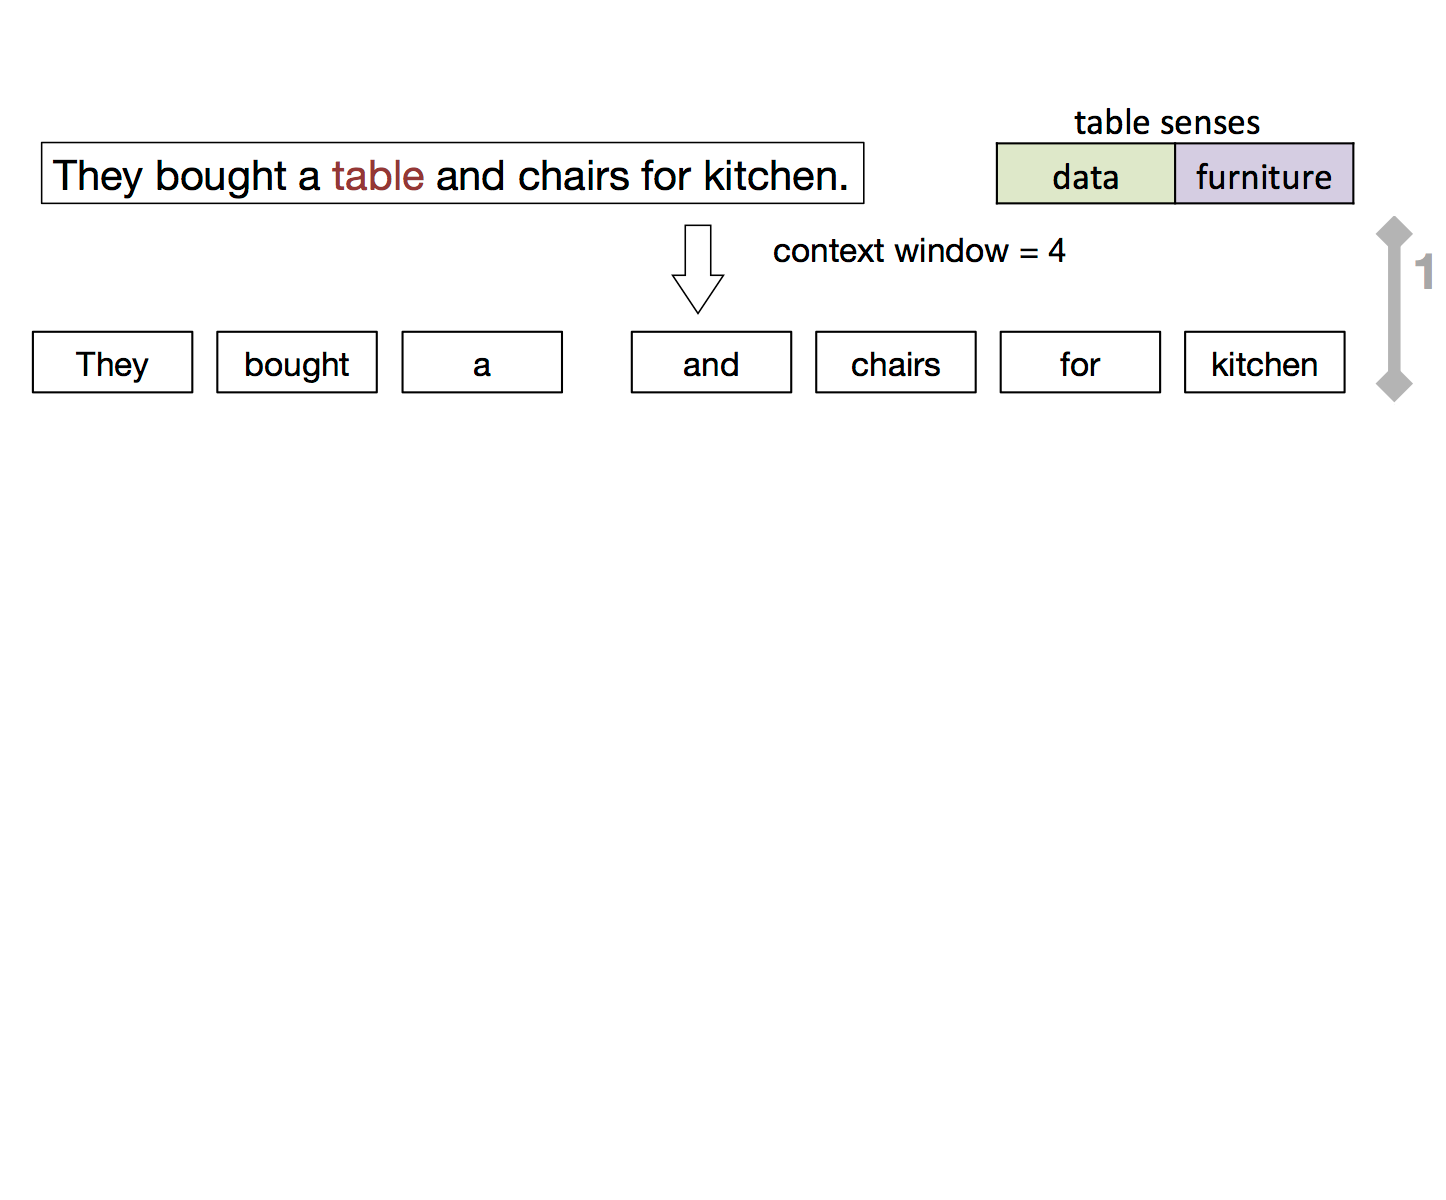 table senses
They bought a table and chairs for kitchen.
data furniture
context window = 4
1
They bought a and chairs for kitchen